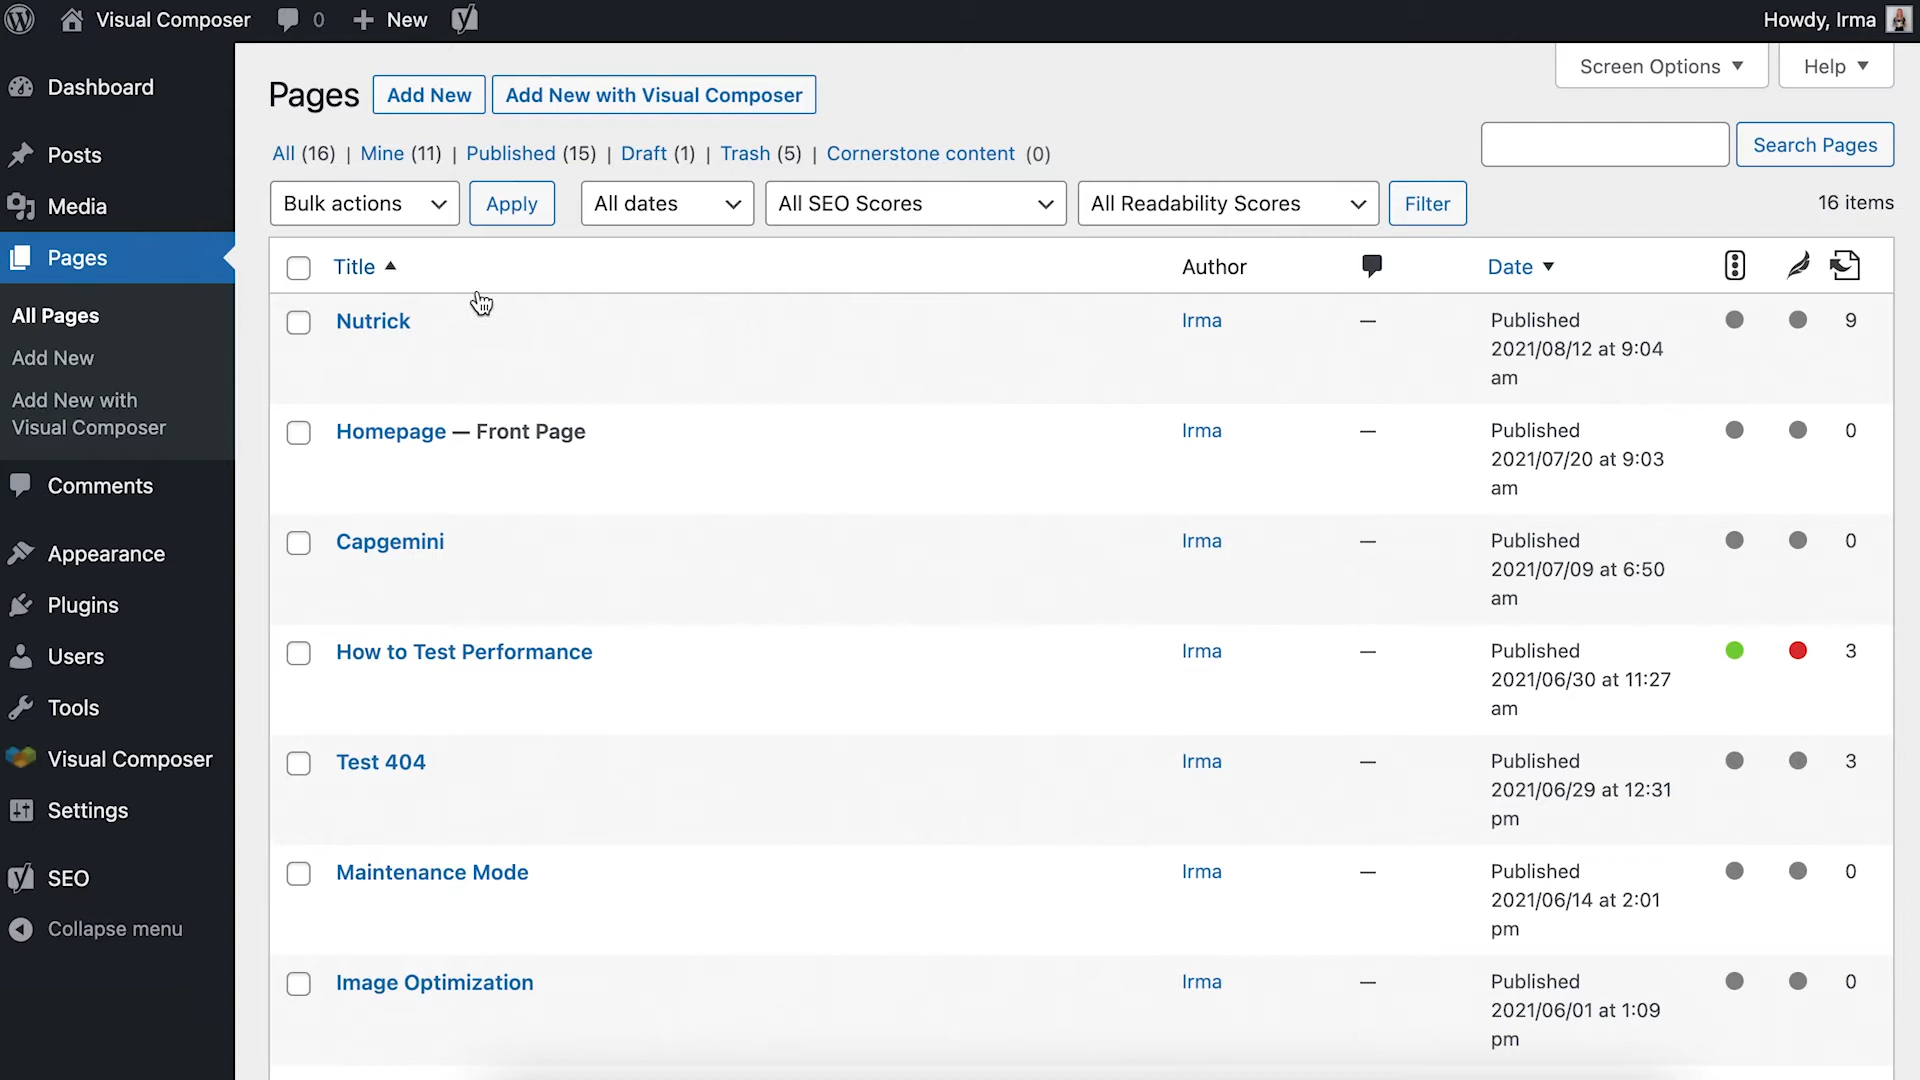 Visual Composer 0 New Howdy, Irma
Dashboard
Posts
Media
Pages
All Pages
Add New
Add New with
Visual Composer
Comments
Appearance
Plugins
Users
Tools
Visual Composer
Settings
SEO
Collapse menu
Screen Options Help
Pages Add New Add New with Visual Composer
All (16) | Mine (11) | Published (15) | Draft (1) | Trash (5) | Cornerstone content (0)
Search Pages
Bulk actions Apply All dates All SEO Scores All Readability Scores Filter 16 items
Title Author Date
Nutrick Irma — Published 9
2021/08/12 at 9:04
am
Homepage — Front Page Irma — Published 0
2021/07/20 at 9:03
am
Capgemini Irma — Published 0
2021/07/09 at 6:50
am
How to Test Performance Irma — Published 3
2021/06/30 at 11:27
am
Test 404 Irma — Published 3
2021/06/29 at 12:31
pm
Maintenance Mode Irma — Published 0
2021/06/14 at 2:01
pm
Image Optimization Irma — Published 0
2021/06/01 at 1:09
pm